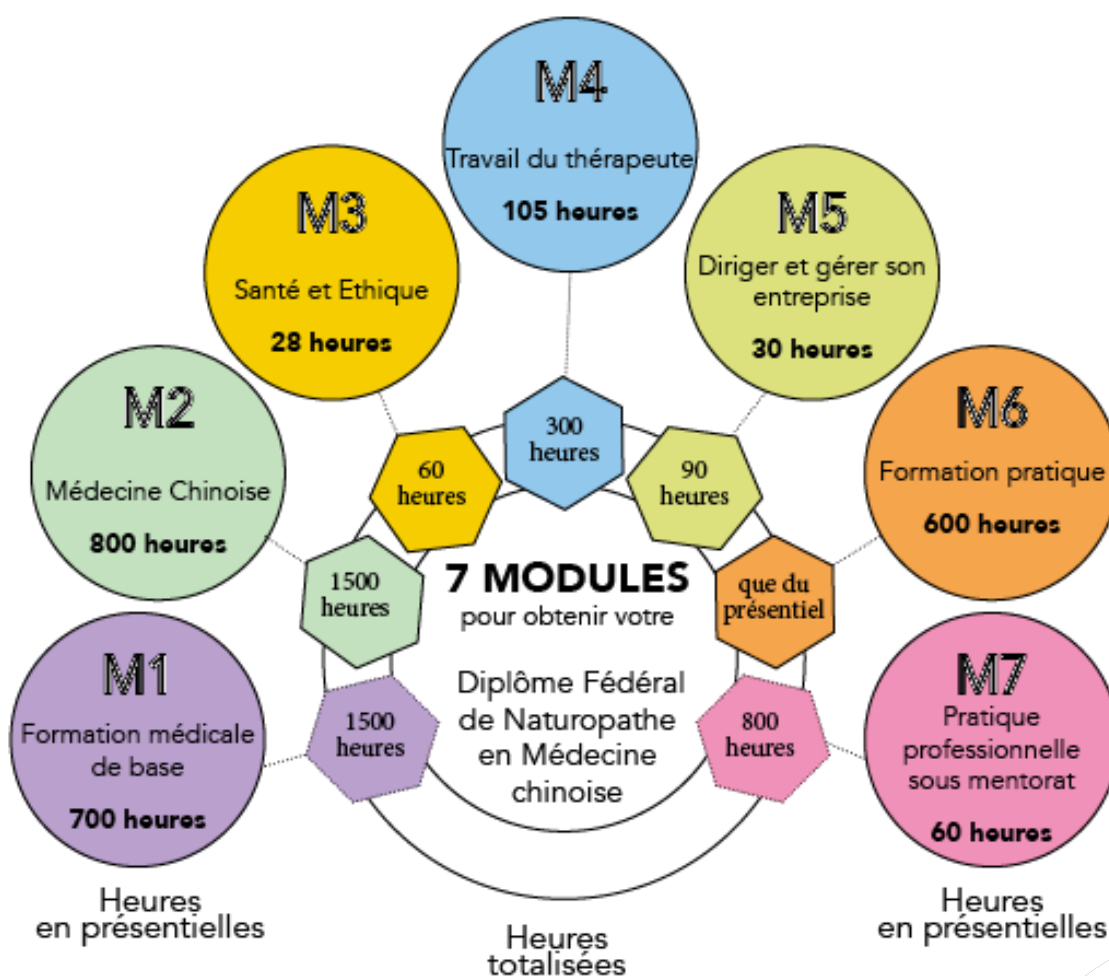 M4
Travail du thérapeute
105 heures
M3
Santé et Ethique
28 heures
M5
Diriger et gérer son
entreprise
30 heures
M2
Médecine Chinoise
800 heures
M6
Formation pratique
600 heures
M1
Formation médicale
de base
700 heures
M7
Pratique
professionnelle
sous mentorat
60 heures
300
heures
60
heures
90
heures
1500
heures
que du
présentiel
1500
heures
800
heures
7 MODULES
pour obtenir votre
Diplôme Fédéral
de Naturopathe
en Médecine
chinoise
Heures
en présentielles
Heures
totalisées
Heures
en présentielles